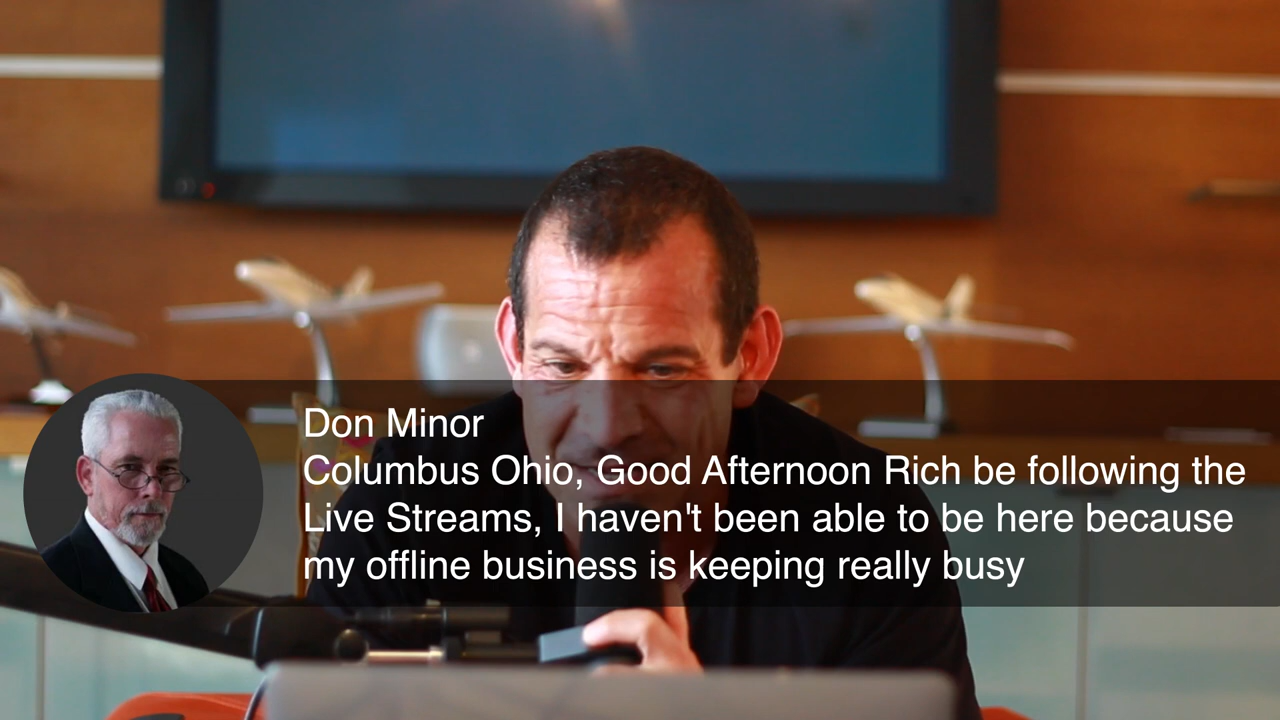 Don Minor
Columbus Ohio, Good Afternoon Rich be following the
Live Streams, I haven't been able to be here because
my offline business is keeping really busy